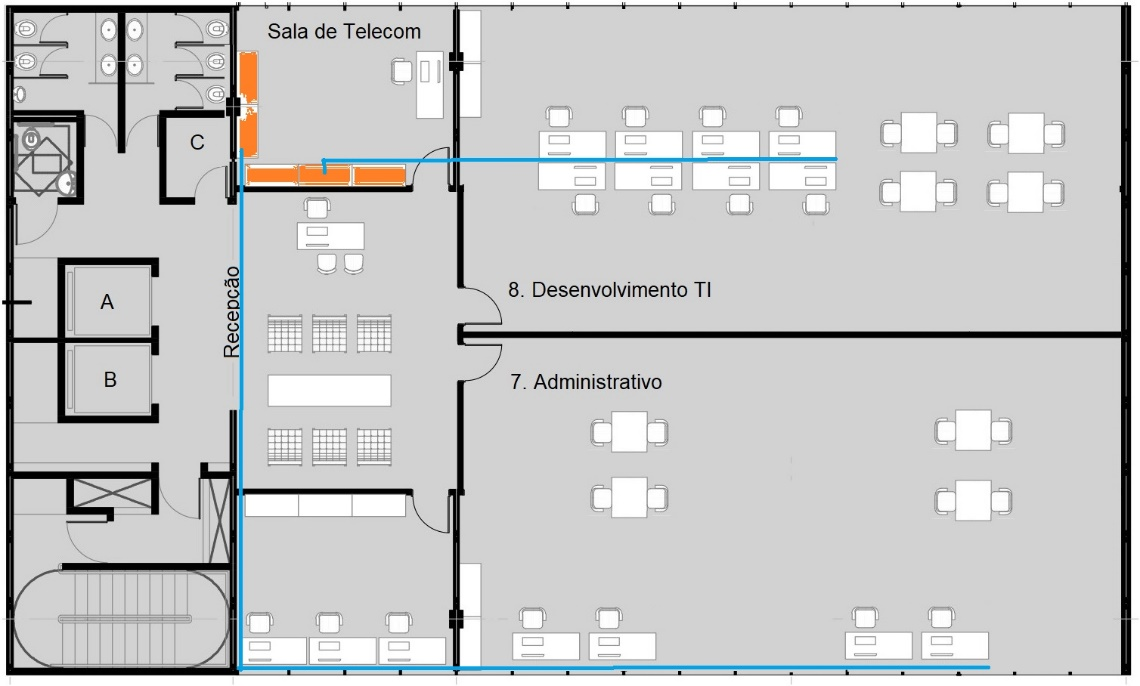 Sala de Telecom
C
A
Recepção
8. Desenvolvimento TI
B
7. Administrativo